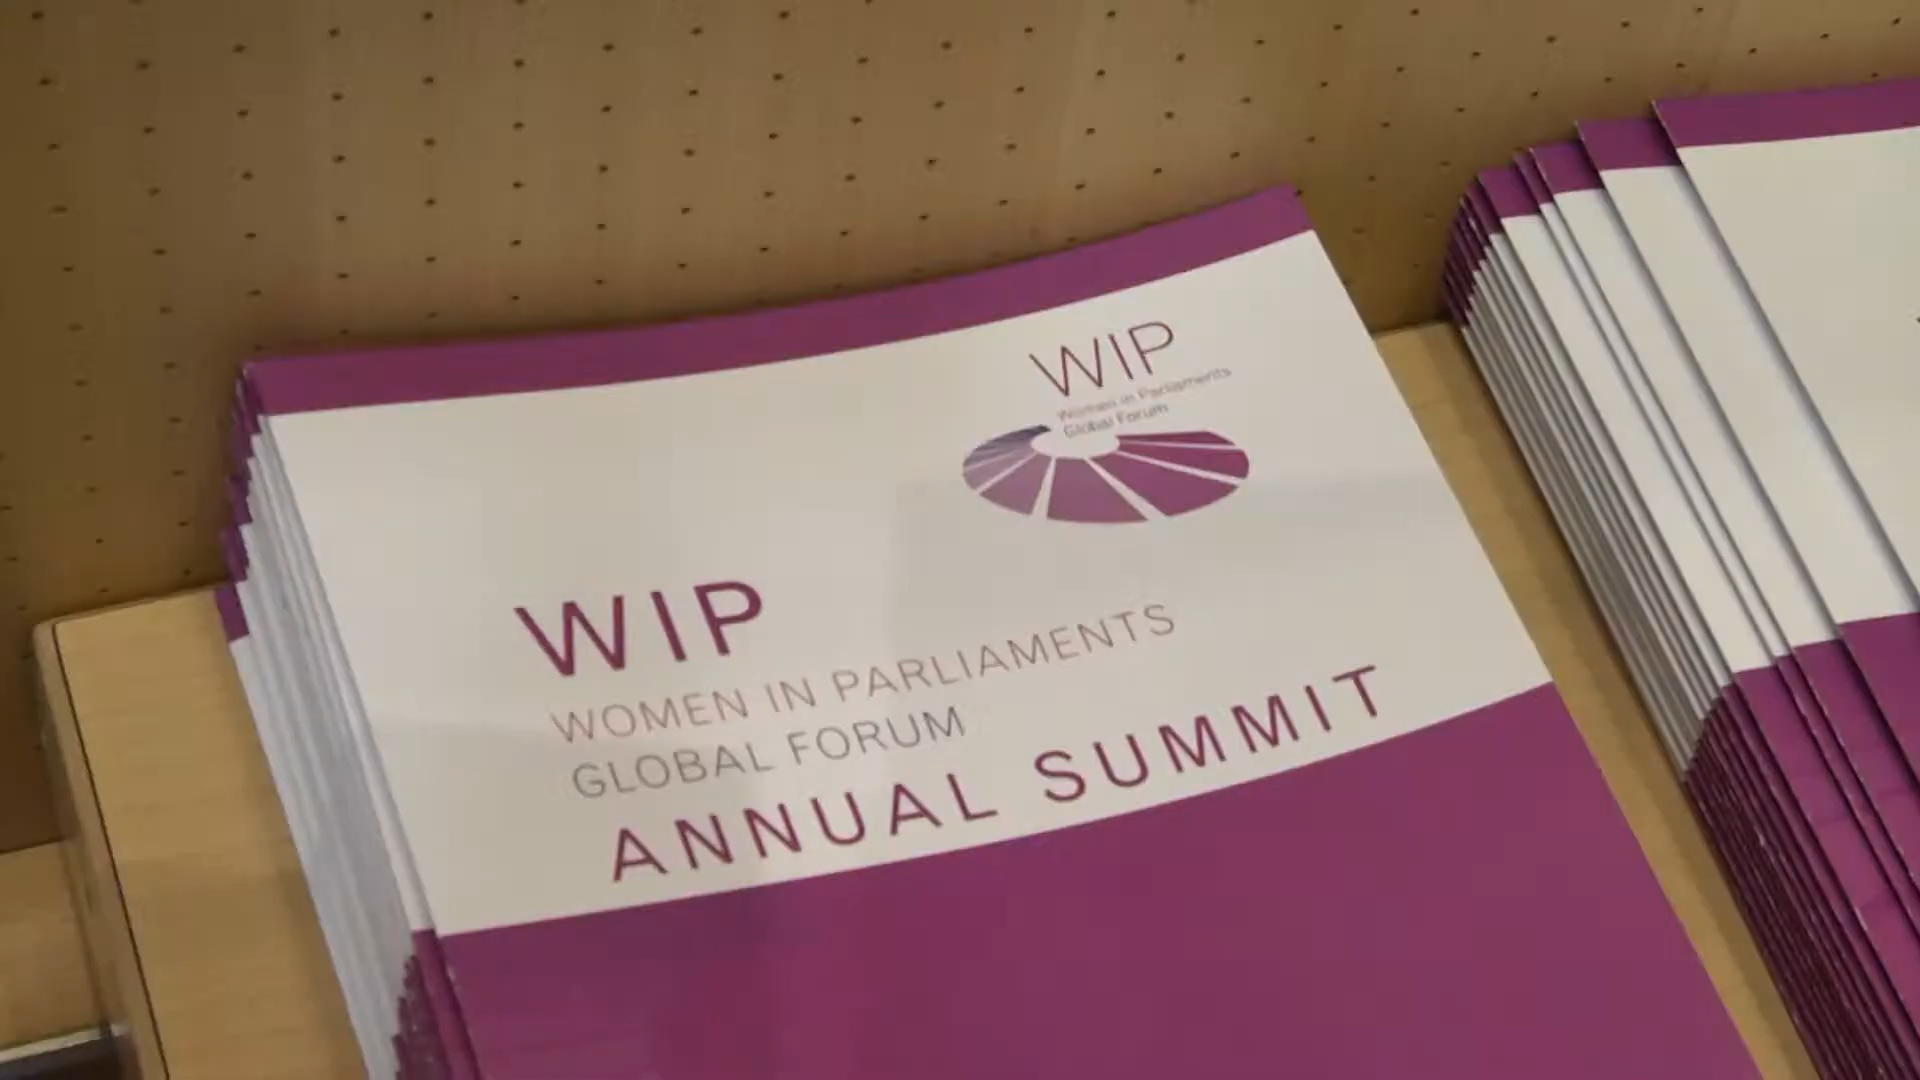 WIP
Women in Parliaments
Global Forum
WIP
WOMEN IN PARLIAMENTS
GLOBAL FORUM
ANNUAL SUMMIT